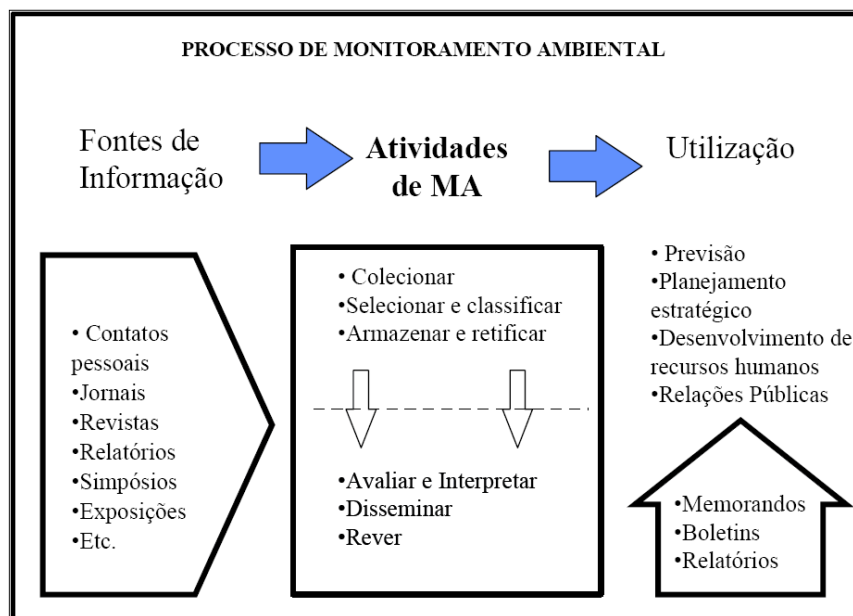 PROCESSO DE MONITORAMENTO AMBIENTAL
Fontes de
Informação
Atividades
de MA
Utilização
• Contatos
pessoais
•Jornais
•Revistas
•Relatórios
•Simpósios
•Exposições
•Etc.
• Colecionar
•Selecionar e classificar
•Armazenar e retificar
•Avaliar e Interpretar
•Disseminar
•Rever
• Previsão
•Planejamento
estratégico
•Desenvolvimento de
recursos humanos
•Relações Públicas
•Memorandos
•Boletins
•Relatórios